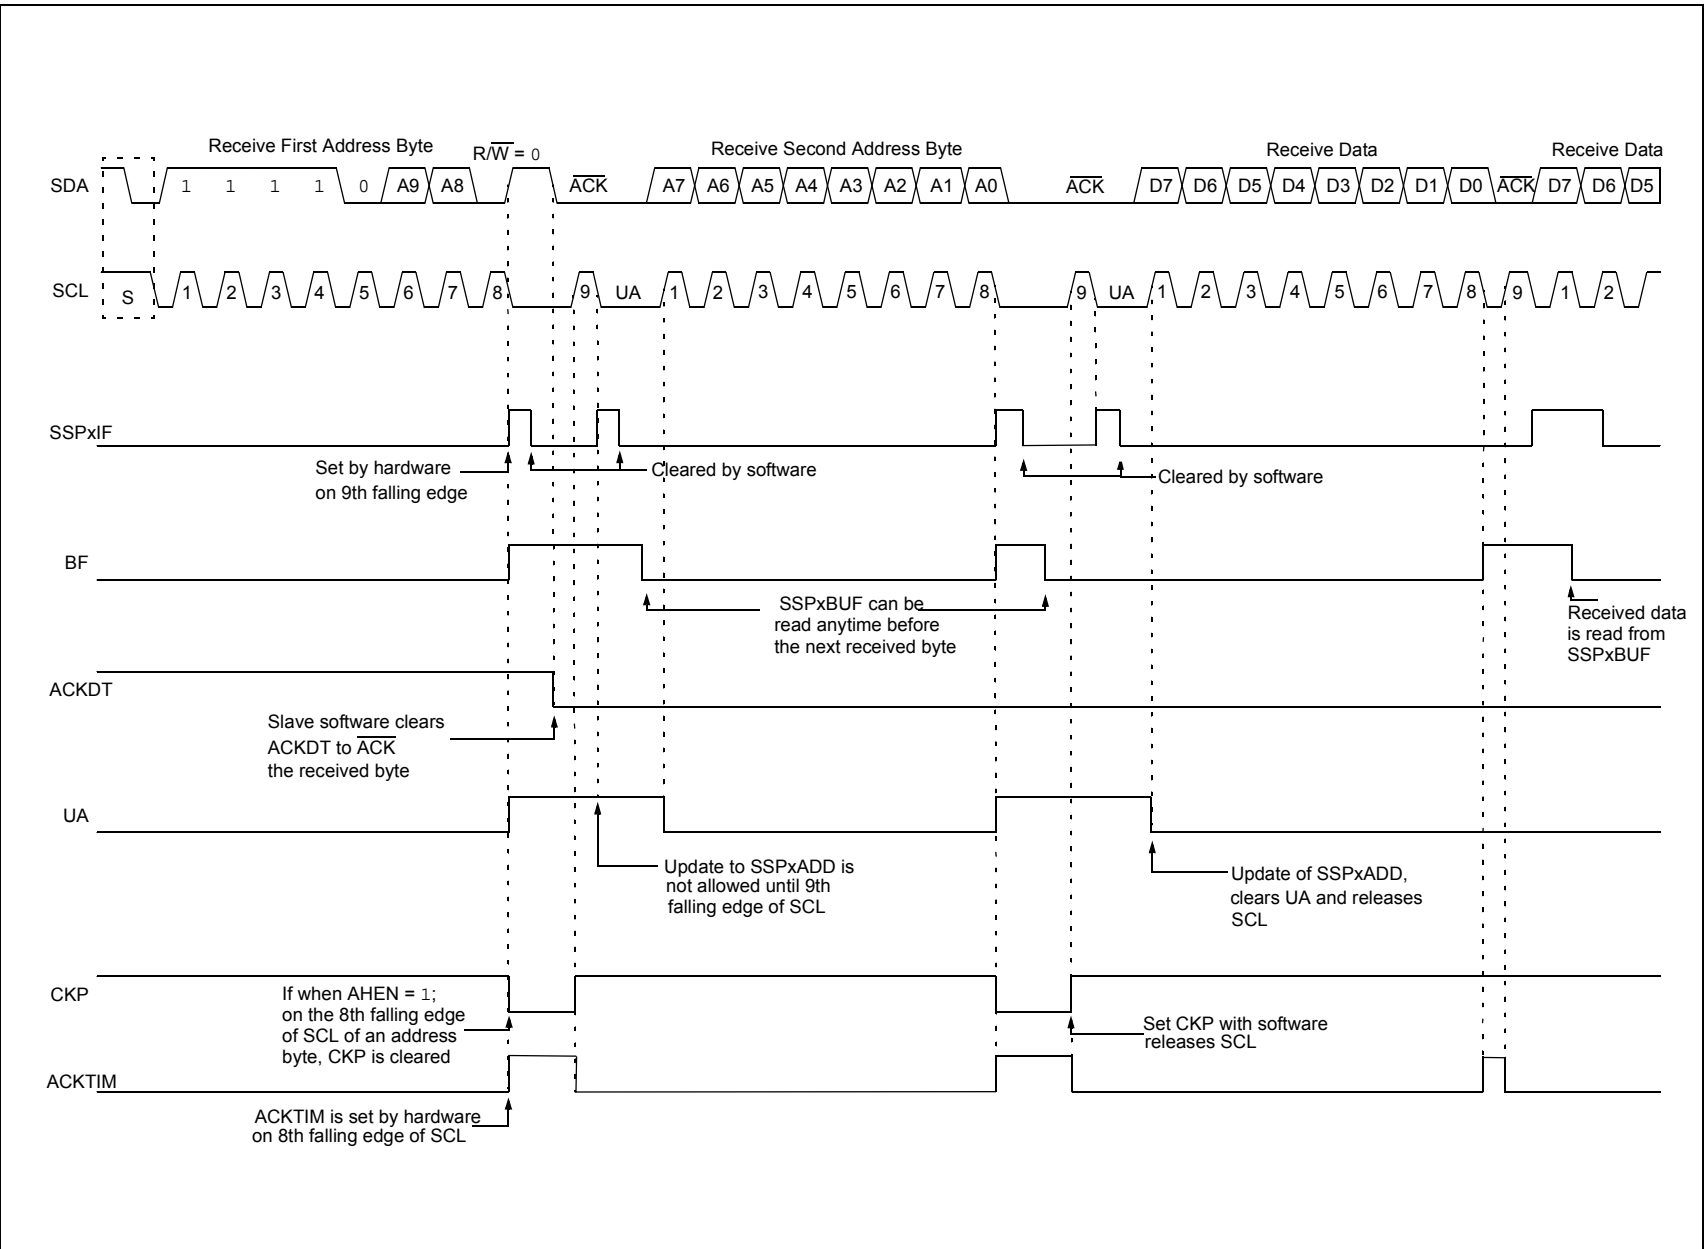 Receive First Address Byte
R/W = 0
Receive Second Address Byte
Receive Data
Receive Data
SDA
1 1 1 1 0 A9 A8
ACK
A7 A6 A5 A4 A3 A2 A1 A0
ACK
D7 D6 D5 D4 D3 D2 D1 D0
ACK
D7 D6 D5
SCL
S
1 2 3 4 5 6 7 8
9
UA
1 2 3 4 5 6 7 8
9
UA
1 2 3 4 5 6 7 8
9
1 2
SSPxIF
Set by hardware
on 9th falling edge
Cleared by software
Cleared by software
BF
SSPxBUF can be
read anytime before
the next received byte
Received data
is read from
SSPxBUF
ACKDT
Slave software clears
ACKDT to ACK
the received byte
UA
Update to SSPxADD is
not allowed until 9th
falling edge of SCL
Update of SSPxADD,
clears UA and releases
SCL
CKP
If when AHEN = 1;
on the 8th falling edge
of SCL of an address
byte, CKP is cleared
Set CKP with software
releases SCL
ACKTIM
ACKTIM is set by hardware
on 8th falling edge of SCL